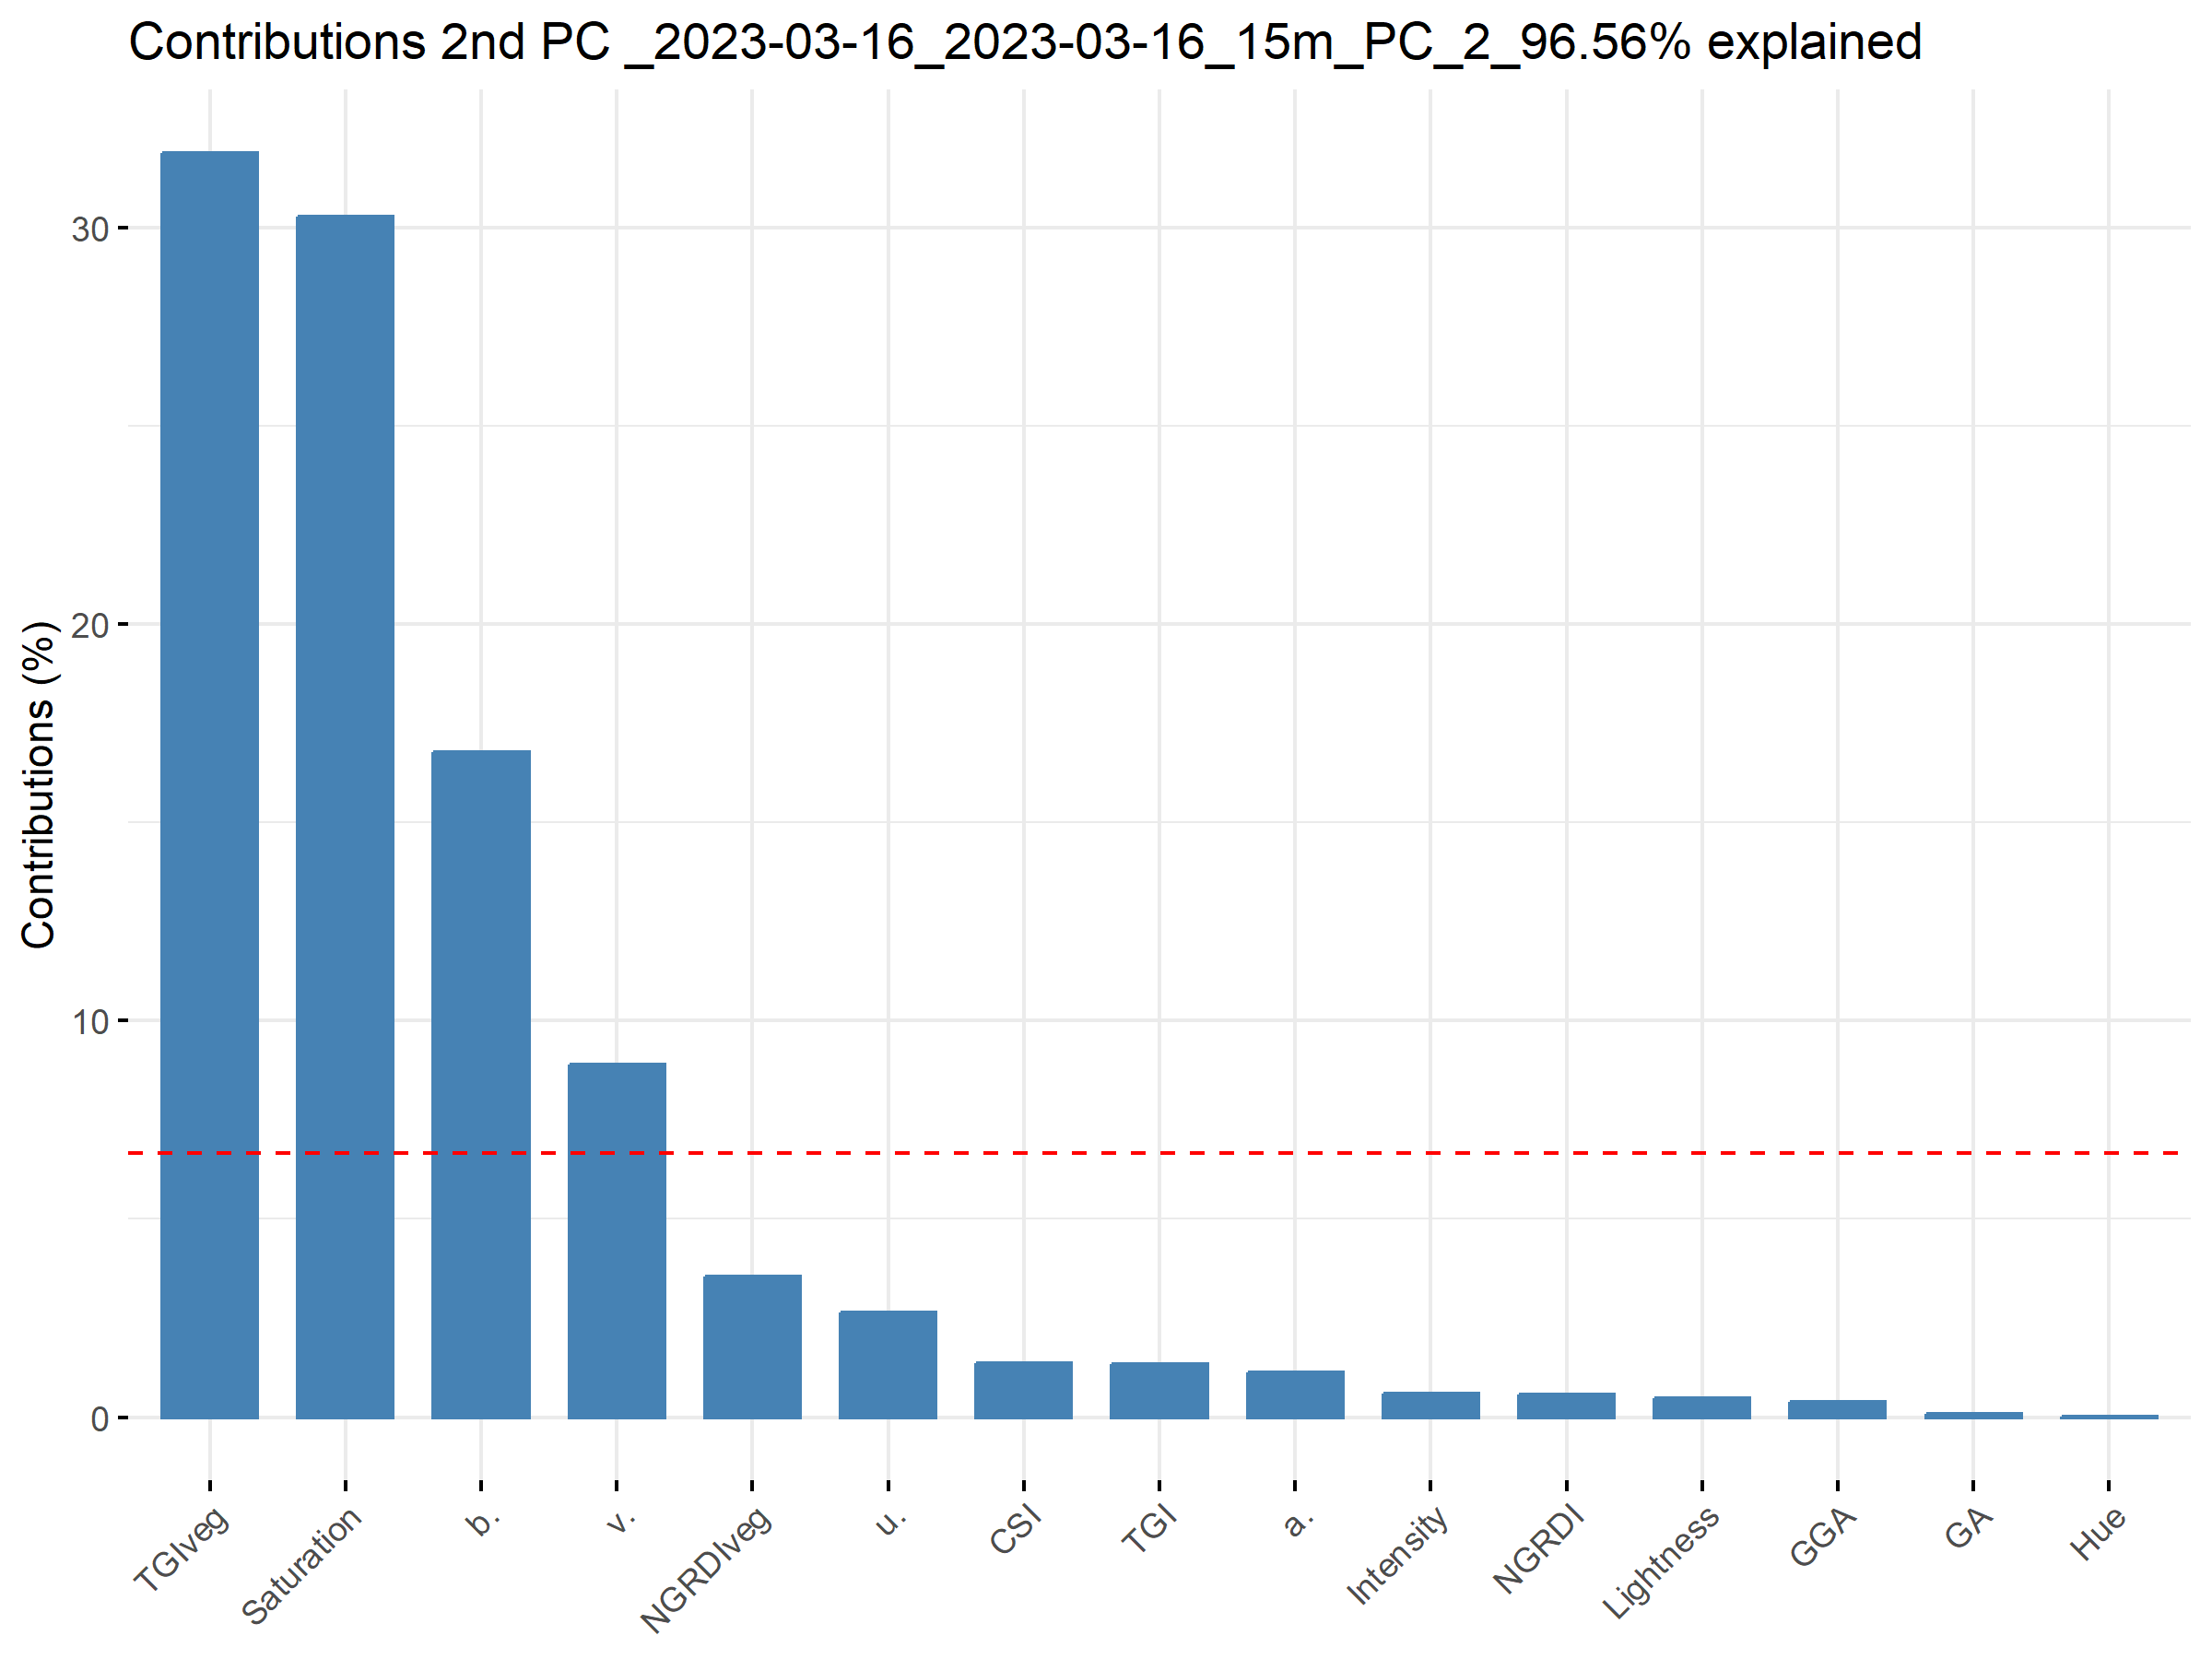 Contributions 2nd PC _2023-03-16_2023-03-16_15m_PC_2_96.56% explained
Contributions (%)
30
20
10
0
TGIveg
Saturation
b.
v.
NGRDIveg
u.
CSI
TGI
a.
Intensity
NGRDI
Lightness
GGA
GA
Hue